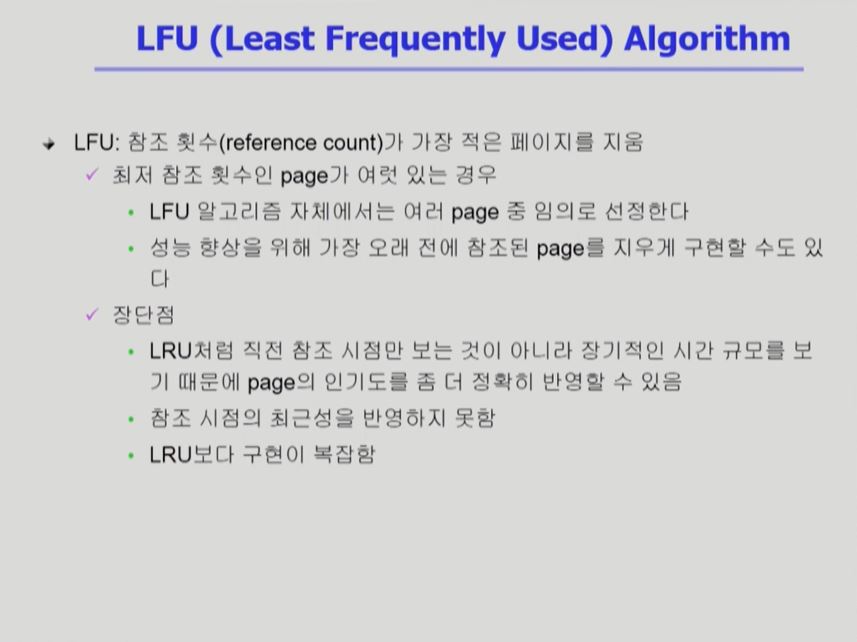 LFU (Least Frequently Used) Algorithm
LFU: 참조 횟수(reference count)가 가장 적은 페이지를 지움
최저 참조 횟수인 page가 여럿 있는 경우
LFU 알고리즘 자체에서는 여러 page 중 임의로 선정한다
성능 향상을 위해 가장 오래 전에 참조된 page를 지우게 구현할 수도 있
다
장단점
LRU처럼 직전 참조 시점만 보는 것이 아니라 장기적인 시간 규모를 보
기 때문에 page의 인기도를 좀 더 정확히 반영할 수 있음
참조 시점의 최근성을 반영하지 못함
LRU보다 구현이 복잡함